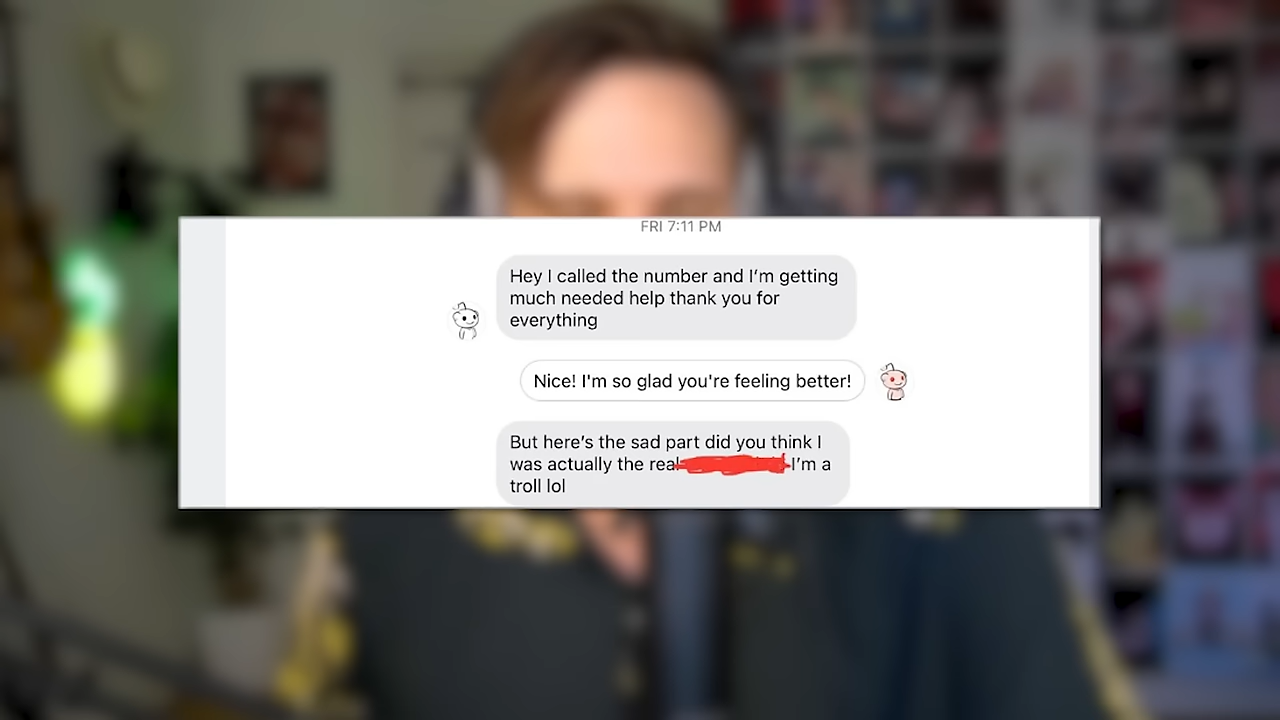 FRI 7:11 PM
Hey I called the number and I’m getting
much needed help thank you for
everything
Nice! I'm so glad you're feeling better!
But here’s the sad part did you think I
was actually the real I’m a
troll lol